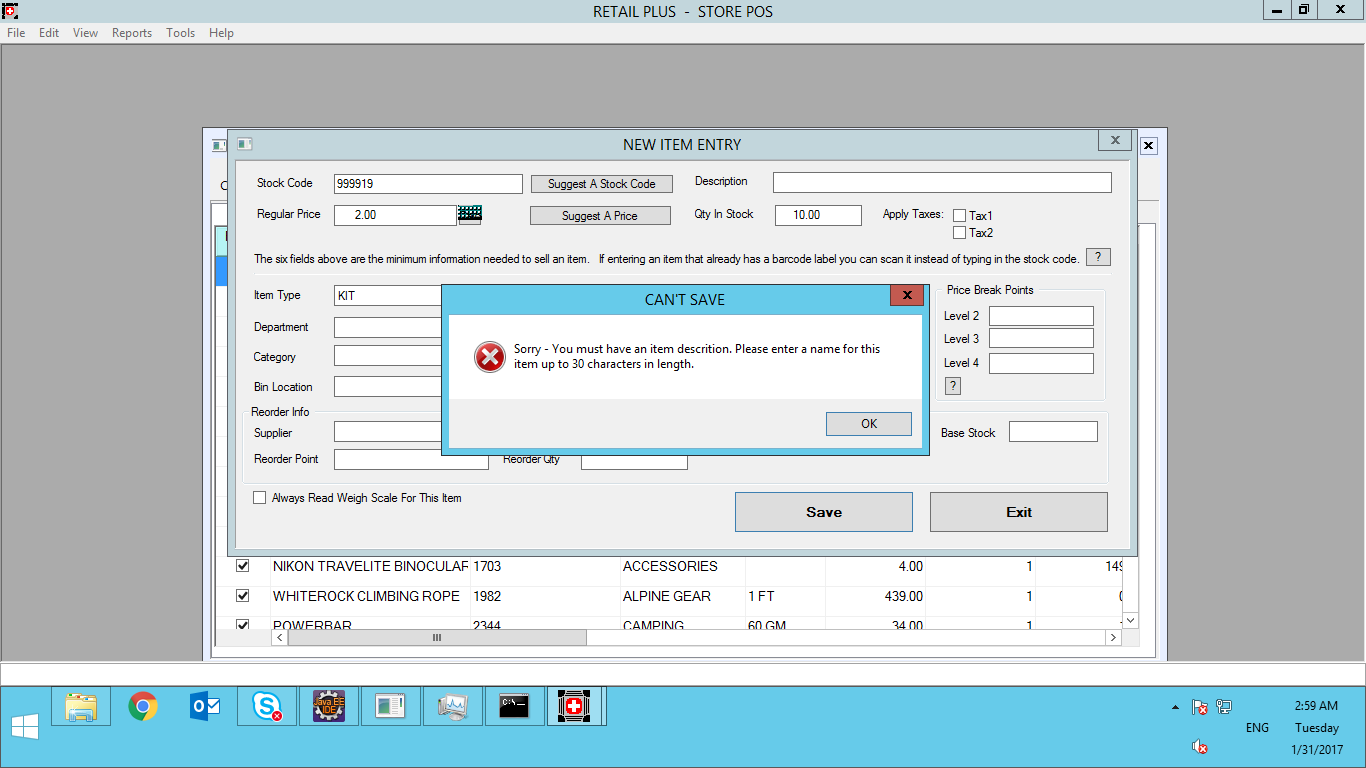 RETAIL PLUS - STORE POS
File Edit View Reports Tools Help
NEW ITEM ENTRY
Stock Code 999919 Suggest A Stock Code Description
Regular Price 2.00 Suggest A Price Qty In Stock 10.00 Apply Taxes: Tax1
Tax2
The six fields above are the minimum information needed to sell an item. If entering an item that already has a barcode label you can scan it instead of typing in the stock code. ?
Item Type KIT
Department
Category
Bin Location
Price Break Points
Level 2
Level 3
Level 4
?
CAN'T SAVE
Sorry - You must have an item descrition. Please enter a name for this
item up to 30 characters in length.
OK
Reorder Info
Supplier
Base Stock
Reorder Point Reorder Qty
Always Read Weigh Scale For This Item
Save Exit
NIKON TRAVELITE BINOCULAR 1703 ACCESSORIES 4.00 1 149
WHITEROCK CLIMBING ROPE 1982 ALPINE GEAR 1 FT 439.00 1
POWERBAR 2344 CAMPING 60 GM 34.00 1
Java EE
IDE
C:\
2:59 AM
ENG Tuesday
1/31/2017